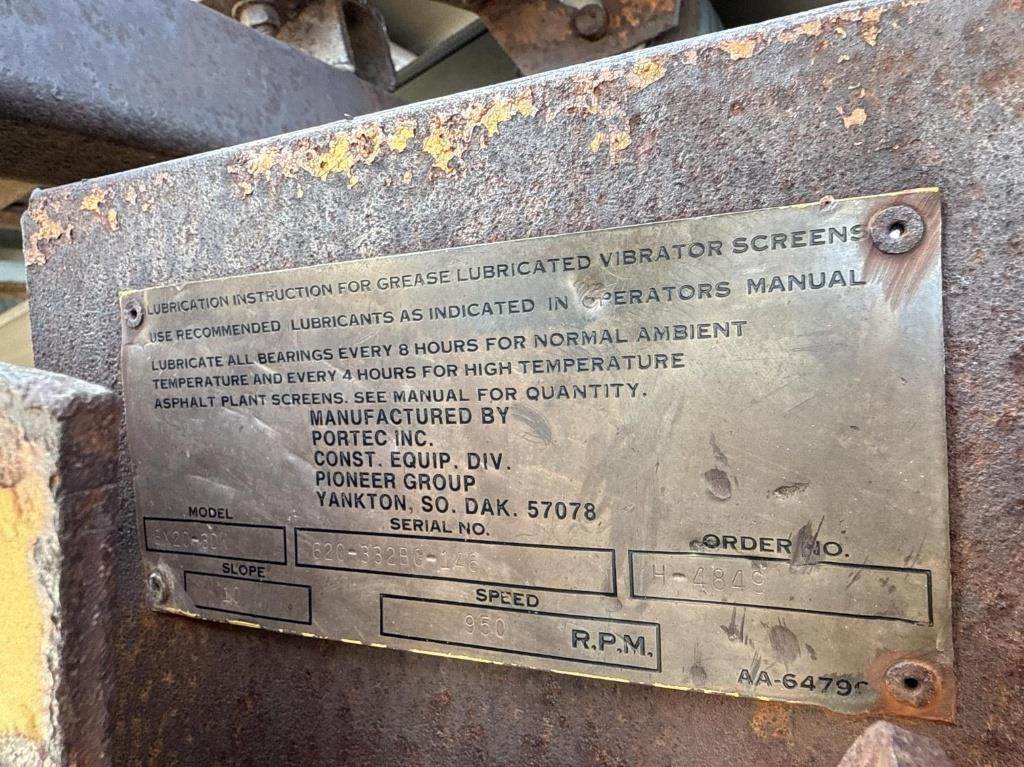 LUBRICATION INSTRUCTION FOR GREASE LUBRICATED VIBRATOR SCREENS
USE RECOMMENDED LUBRICANTS AS INDICATED IN OPERATORS MANUAL
LUBRICATE ALL BEARINGS EVERY 8 HOURS FOR NORMAL AMBIENT
TEMPERATURE AND EVERY 4 HOURS FOR HIGH TEMPERATURE
ASPHALT PLANT SCREENS. SEE MANUAL FOR QUANTITY.
MANUFACTURED BY
PORTEC INC.
CONST. EQUIP. DIV.
PIONEER GROUP
YANKTON, SO. DAK. 57078
MODEL
SERIAL NO.
ORDER NO.
H-4849
SLOPE
SPEED
950 R.P.M.